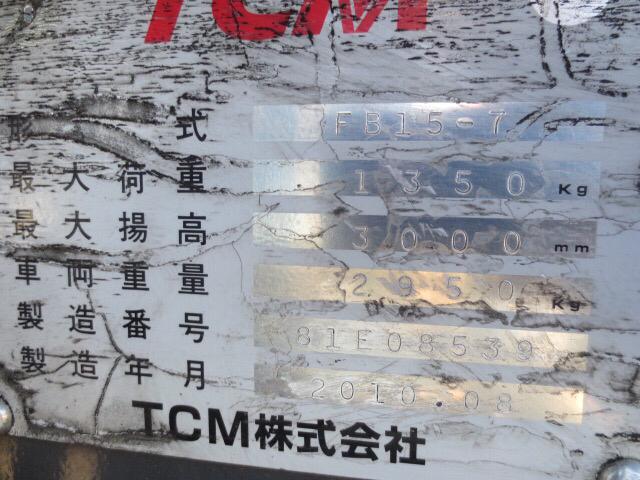 TCM
形式 FB15-7
最大荷重 1350 Kg
最大揚高 3000 mm
車両重量 2950 Kg
製造番号 81E08539
製造年月 2010.08
TCM株式会社